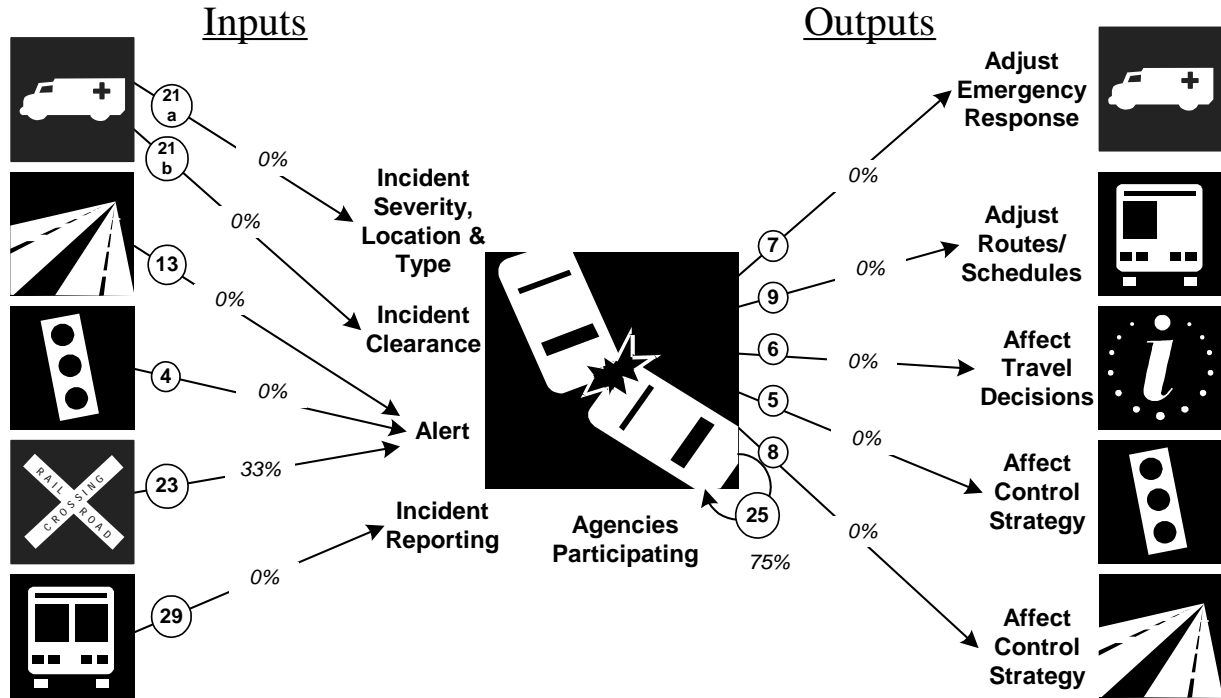 Inputs
Outputs
21
a
21
b
13
4
23
29
0%
0%
0%
0%
33%
0%
Incident
Severity,
Location &
Type
Incident
Clearance
Alert
Incident
Reporting
RAIL
ROAD
CROSSING
Agencies
Participating
25
75%
7
9
6
5
8
0%
0%
0%
0%
0%
Adjust
Emergency
Response
Adjust
Routes/
Schedules
Affect
Travel
Decisions
i
Affect
Control
Strategy
Affect
Control
Strategy